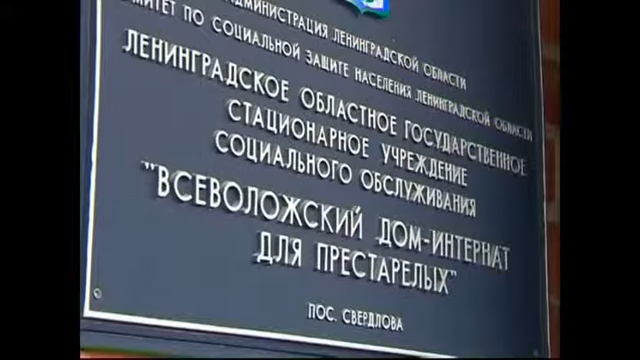 АДМИНИСТРАЦИЯ ЛЕНИНГРАДСКОЙ ОБЛАСТИ
КОМИТЕТ ПО СОЦИАЛЬНОЙ ЗАЩИТЕ НАСЕЛЕНИЯ ЛЕНИНГРАДСКОЙ ОБЛАСТИ
ЛЕНИНГРАДСКОЕ ОБЛАСТНОЕ ГОСУДАРСТВЕННОЕ
СТАЦИОНАРНОЕ УЧРЕЖДЕНИЕ
СОЦИАЛЬНОГО ОБСЛУЖИВАНИЯ
"ВСЕВОЛОЖСКИЙ ДОМ-ИНТЕРНАТ
ДЛЯ ПРЕСТАРЕЛЫХ"
ПОС. СВЕРДЛОВА